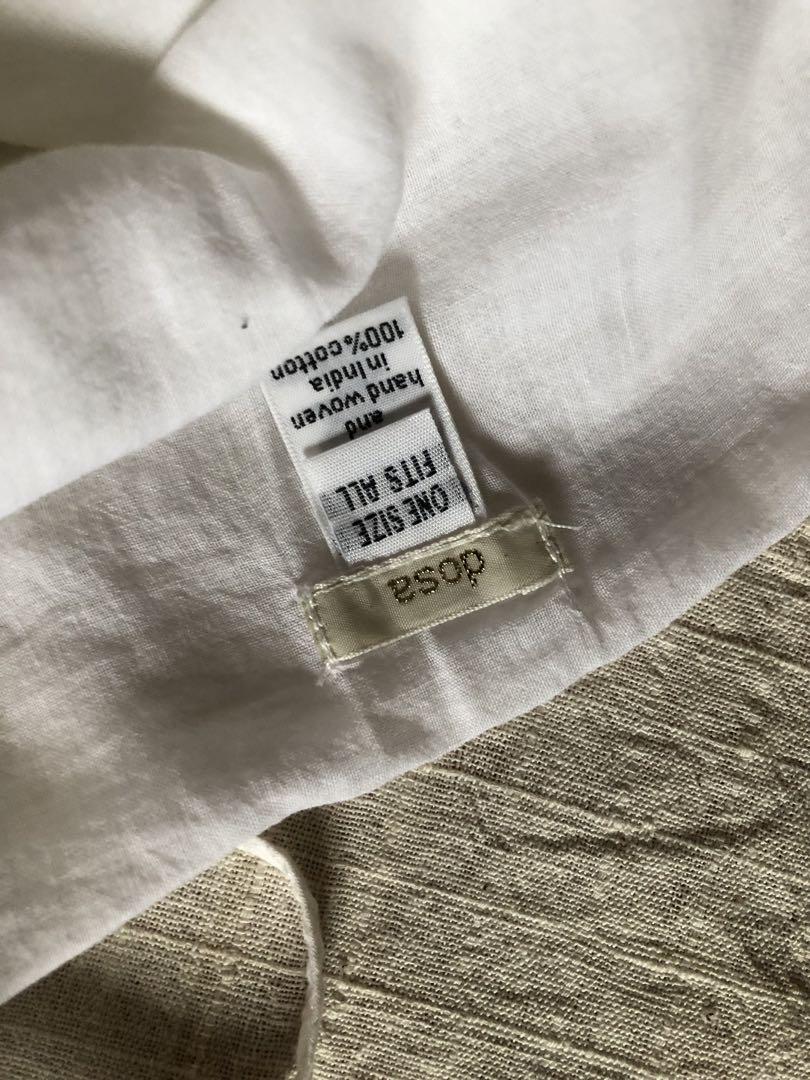 dosa
ONE SIZE
FITS ALL
and
hand woven
in India
100% cotton